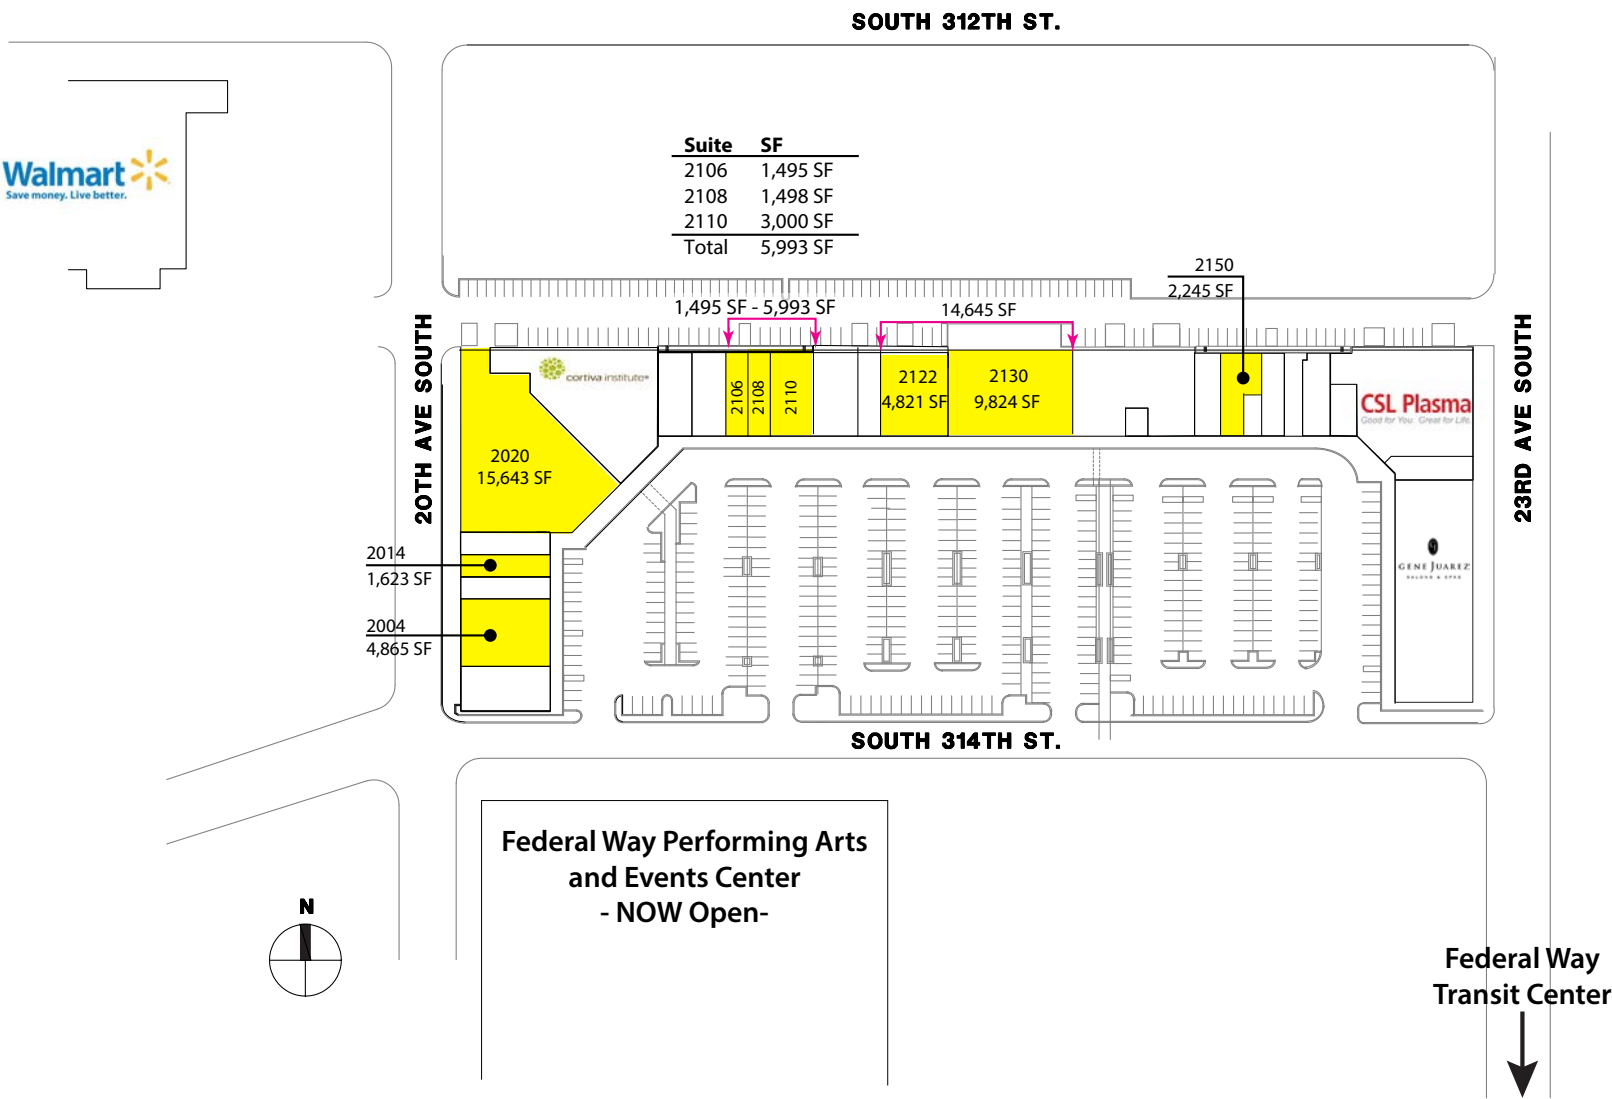 SOUTH 312TH ST.
Walmart
Save money. Live better.
Suite SF
2106 1,495 SF
2108 1,498 SF
2110 3,000 SF
Total 5,993 SF
2150
2,245 SF
1,495 SF - 5,993 SF
14,645 SF
20TH AVE SOUTH
23RD AVE SOUTH
cortiva institute®
2106
2108
2110
2122
4,821 SF
2130
9,824 SF
CSL Plasma
Good for You. Great for Life.
2020
15,643 SF
2014
1,623 SF
2004
4,865 SF
GENE JUAREZ
SALONS & SPAS
SOUTH 314TH ST.
Federal Way Performing Arts
and Events Center
- NOW Open-
N
Federal Way
Transit Center